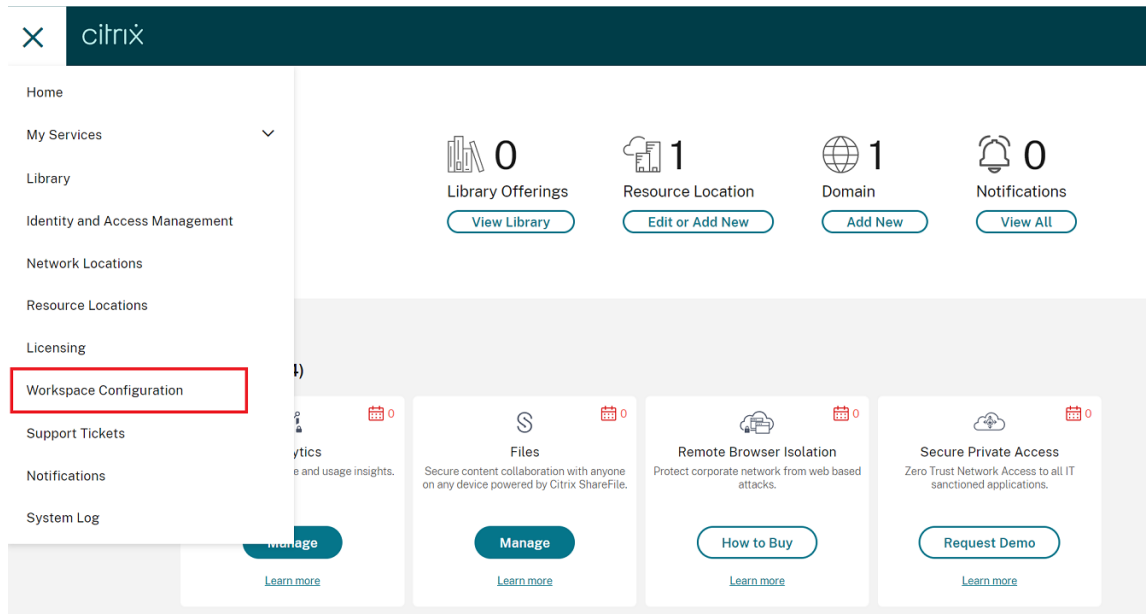 citrix
Home
My Services
Library
Identity and Access Management
Network Locations
Resource Locations
Licensing
Workspace Configuration
Support Tickets
Notifications
System Log
0
Library Offerings
View Library
1
Resource Location
Edit or Add New
1
Domain
Add New
0
Notifications
View All
4)
0
ytics
e and usage insights.
Manage
Learn more
0
Files
Secure content collaboration with anyone
on any device powered by Citrix ShareFile.
Manage
Learn more
0
Remote Browser Isolation
Protect corporate network from web based
attacks.
How to Buy
Learn more
0
Secure Private Access
Zero Trust Network Access to all IT
sanctioned applications.
Request Demo
Learn more